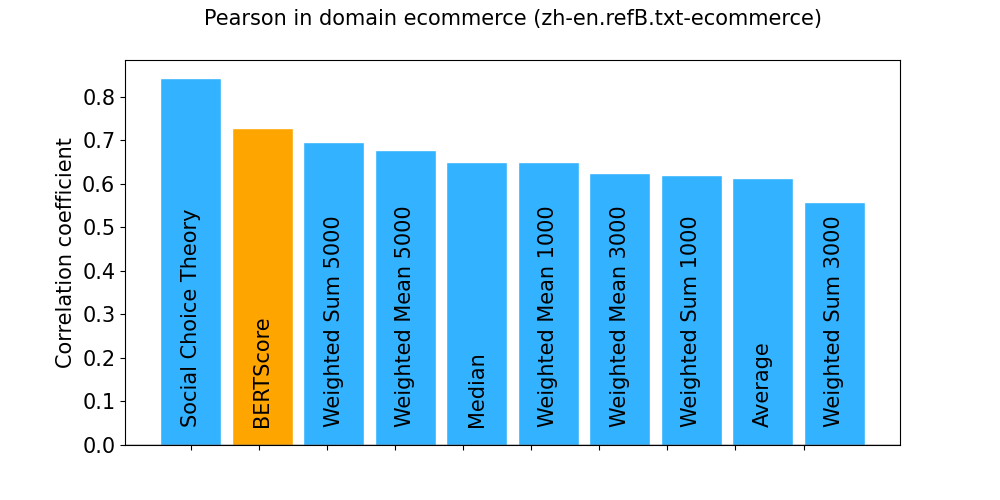 Pearson in domain ecommerce (zh-en.refB.txt-ecommerce)
Correlation coefficient
0.8
0.7
0.6
0.5
0.4
0.3
0.2
0.1
0.0
Social Choice Theory
BERTScore
Weighted Sum 5000
Weighted Mean 5000
Median
Weighted Mean 1000
Weighted Mean 3000
Weighted Sum 1000
Average
Weighted Sum 3000